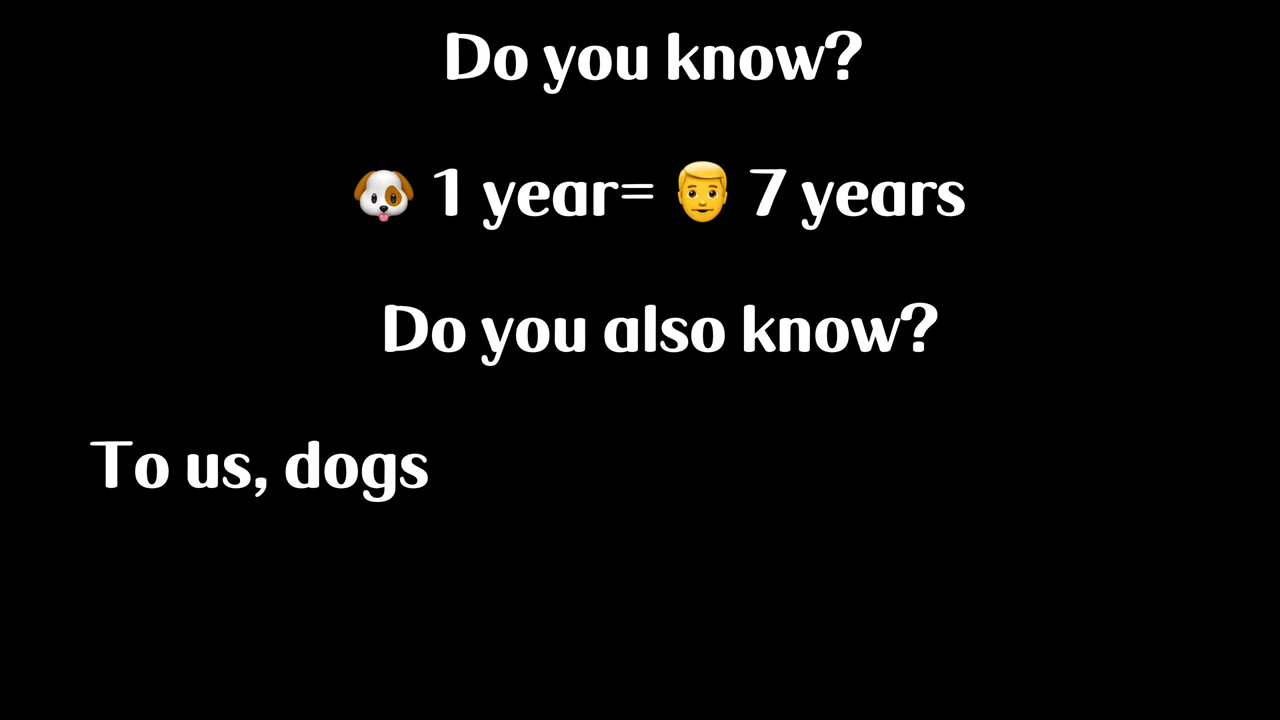 Do you know?
🐶 1 year= 👨 7 years
Do you also know?
To us, dogs